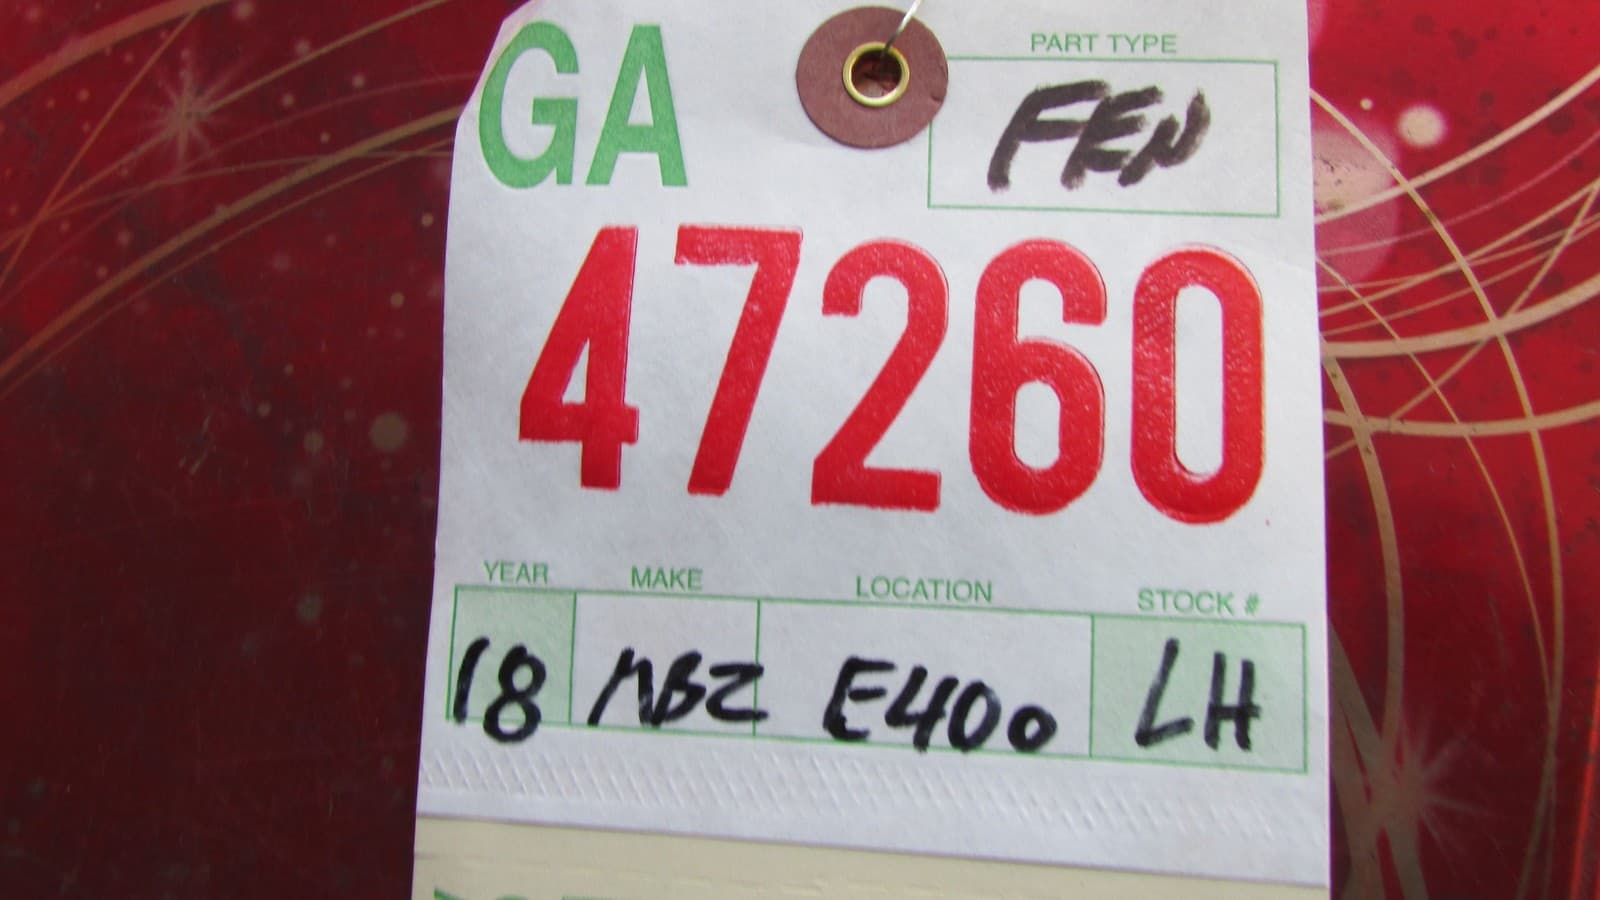 GA
PART TYPE
FEN
47260
YEAR MAKE LOCATION STOCK #
18 MBZ E400 LH